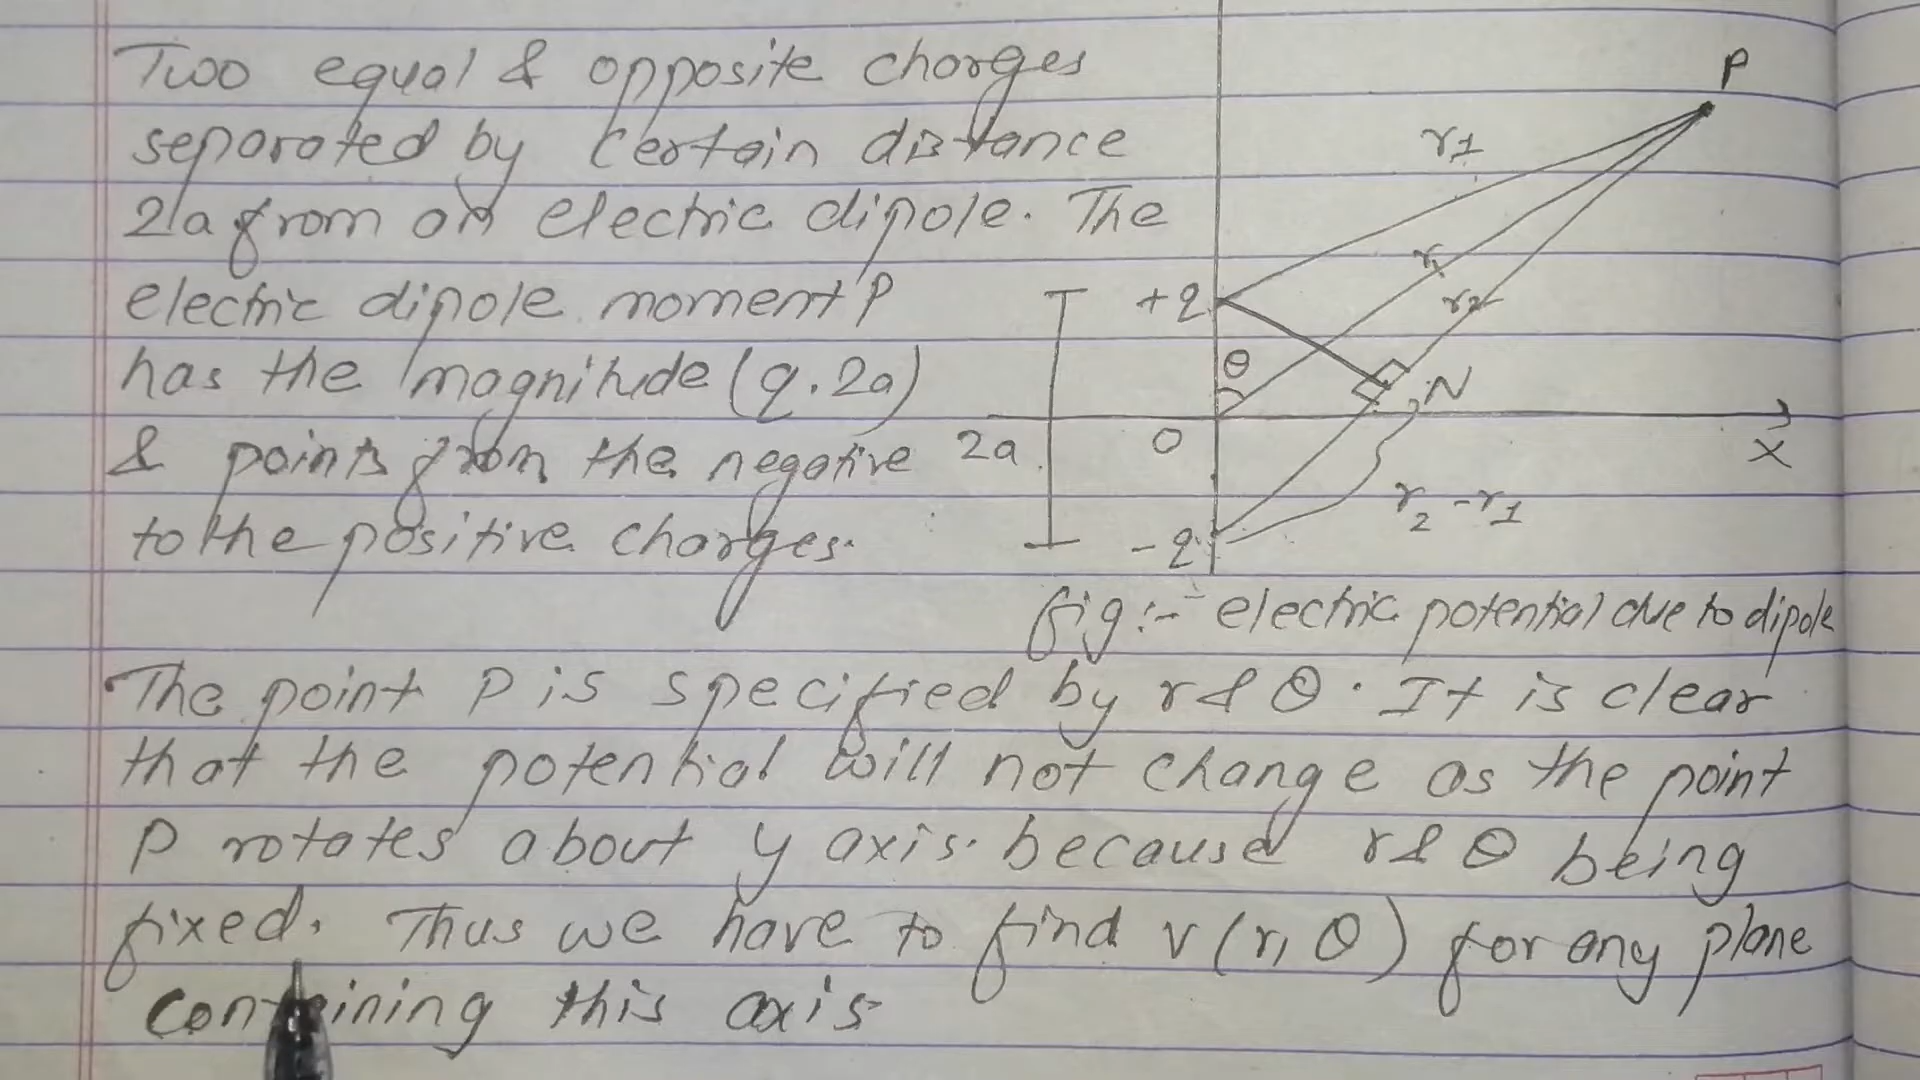 Two equal & opposite charges
separated by certain distance
2a from an electric dipole. The
electric dipole moment P
has the magnitude (q.2a)
& points from the negative
to the positive charges.
P
r1
r
r2
+q
θ
N
2a
O
X
r2 - r1
-q
fig:- electric potential due to dipole
The point P is specified by r & θ. It is clear
that the potential will not change as the point
P rotates about y axis. because r & θ being
fixed. Thus we have to find v(r, θ) for any plane
containing this axis